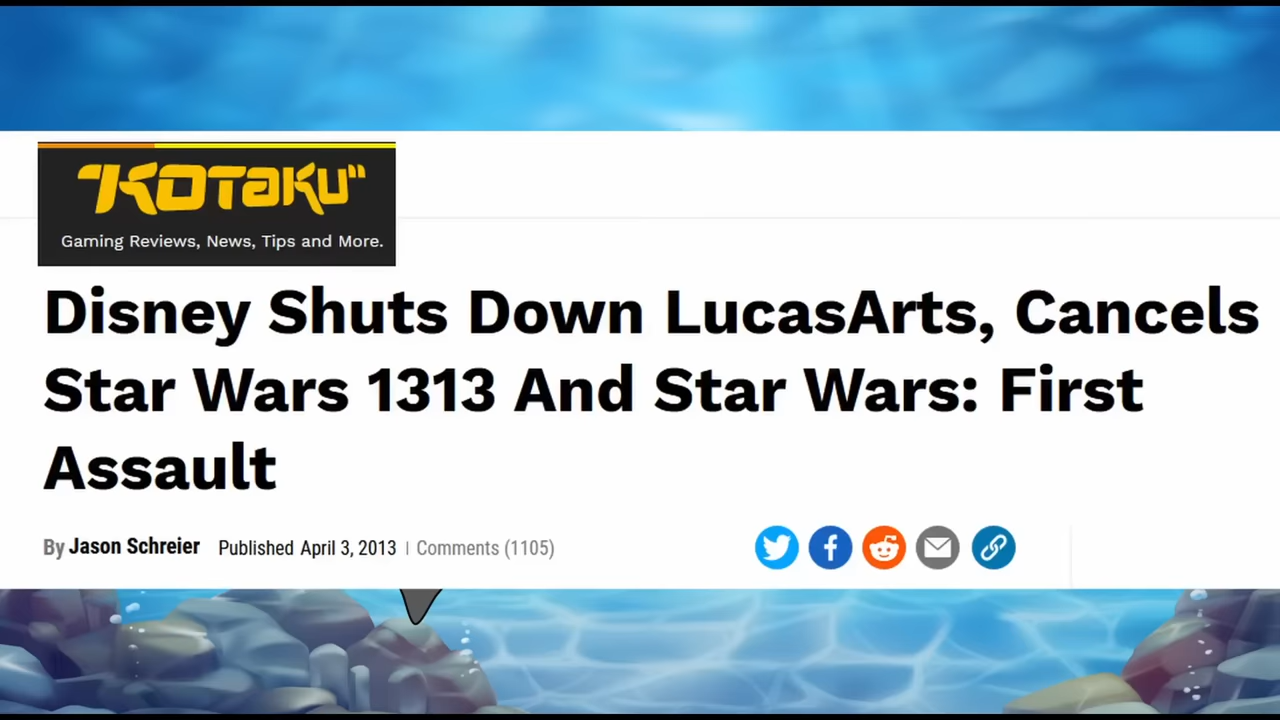 "KOTAKU"
Gaming Reviews, News, Tips and More.
Disney Shuts Down LucasArts, Cancels
Star Wars 1313 And Star Wars: First
Assault
By Jason Schreier Published April 3, 2013 | Comments (1105)